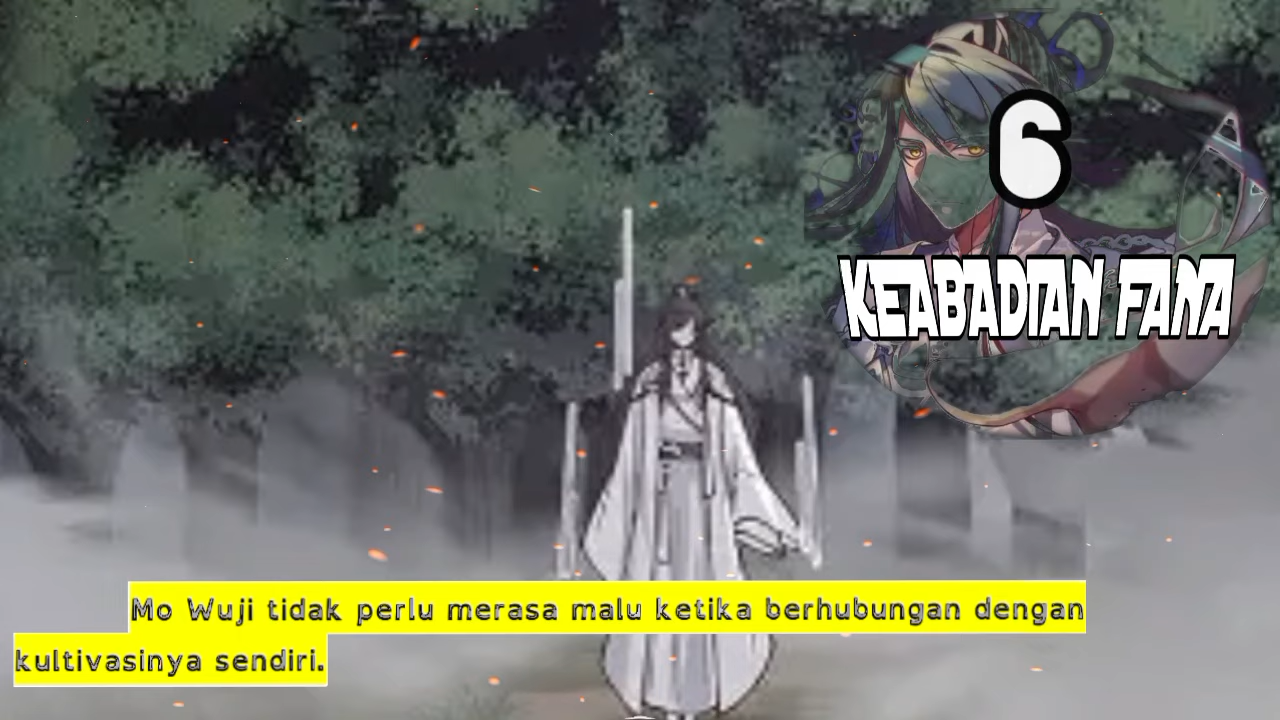 6
KEABADIAN FANA
Mo Wuji tidak perlu merasa malu ketika berhubungan dengan
kultivasinya sendiri.